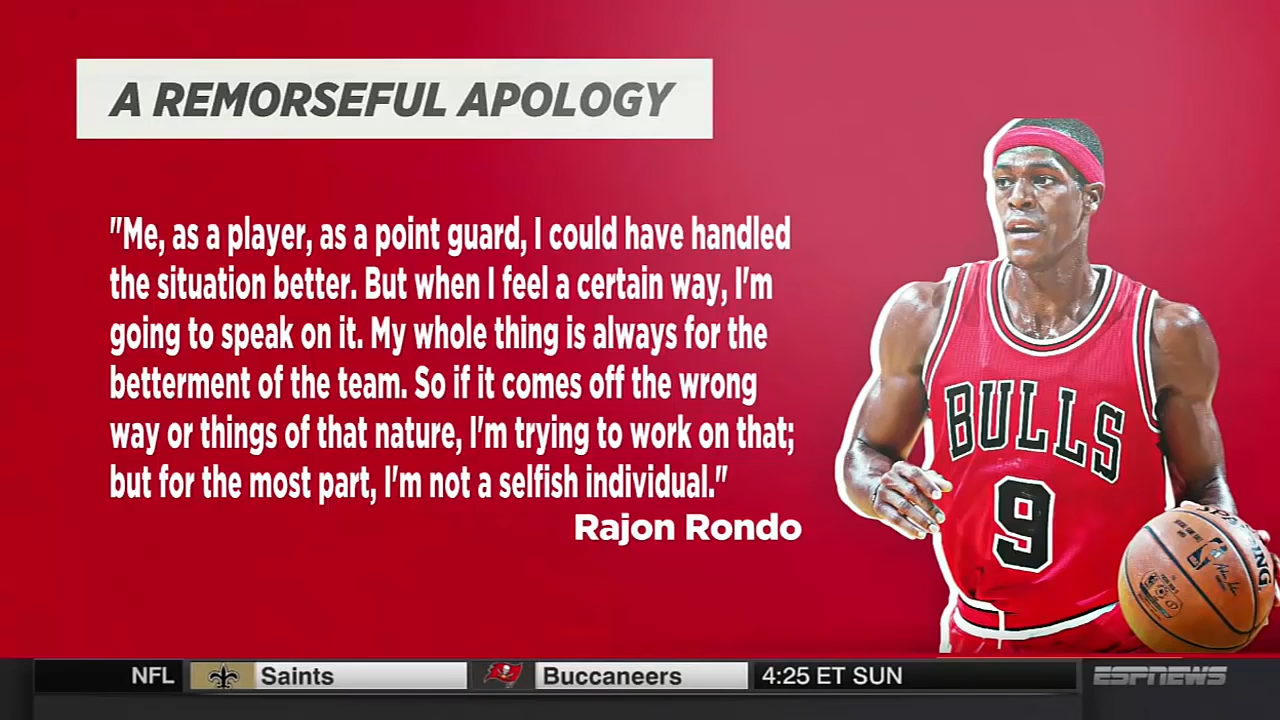 A REMORSEFUL APOLOGY
"Me, as a player, as a point guard, I could have handled
the situation better. But when I feel a certain way, I'm
going to speak on it. My whole thing is always for the
betterment of the team. So if it comes off the wrong
way or things of that nature, I'm trying to work on that;
but for the most part, I'm not a selfish individual."
Rajon Rondo
BULLS
9
NFL Saints Buccaneers 4:25 ET SUN ESPNEWS